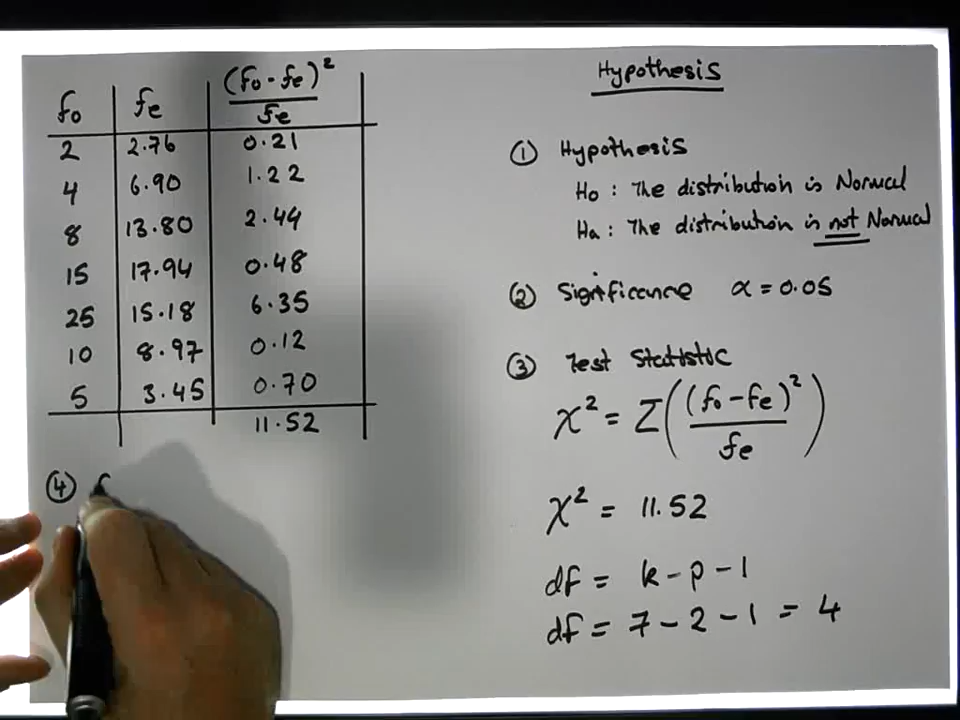 fo fe (fo - fe)² / fe
2 2.76 0.21
4 6.90 1.22
8 13.80 2.44
15 17.94 0.48
25 15.18 6.35
10 8.97 0.12
5 3.45 0.70
11.52
④
Hypothesis
① Hypothesis
Ho : The distribution is Normal
Ha : The distribution is not Normal
② Significance α = 0.05
③ Test Statistic
χ² = Σ((fo - fe)² / fe)
χ² = 11.52
df = k - p - 1
df = 7 - 2 - 1 = 4